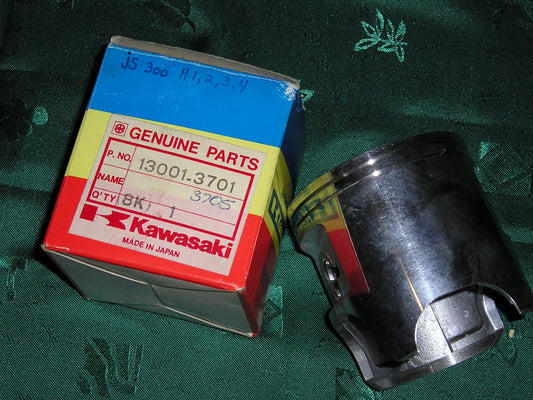 js 300 H1, 2, 3, 4
GENUINE PARTS
P. NO. 13001-3701
NAME 3705
Q'TY (8K) 1
Kawasaki
MADE IN JAPAN